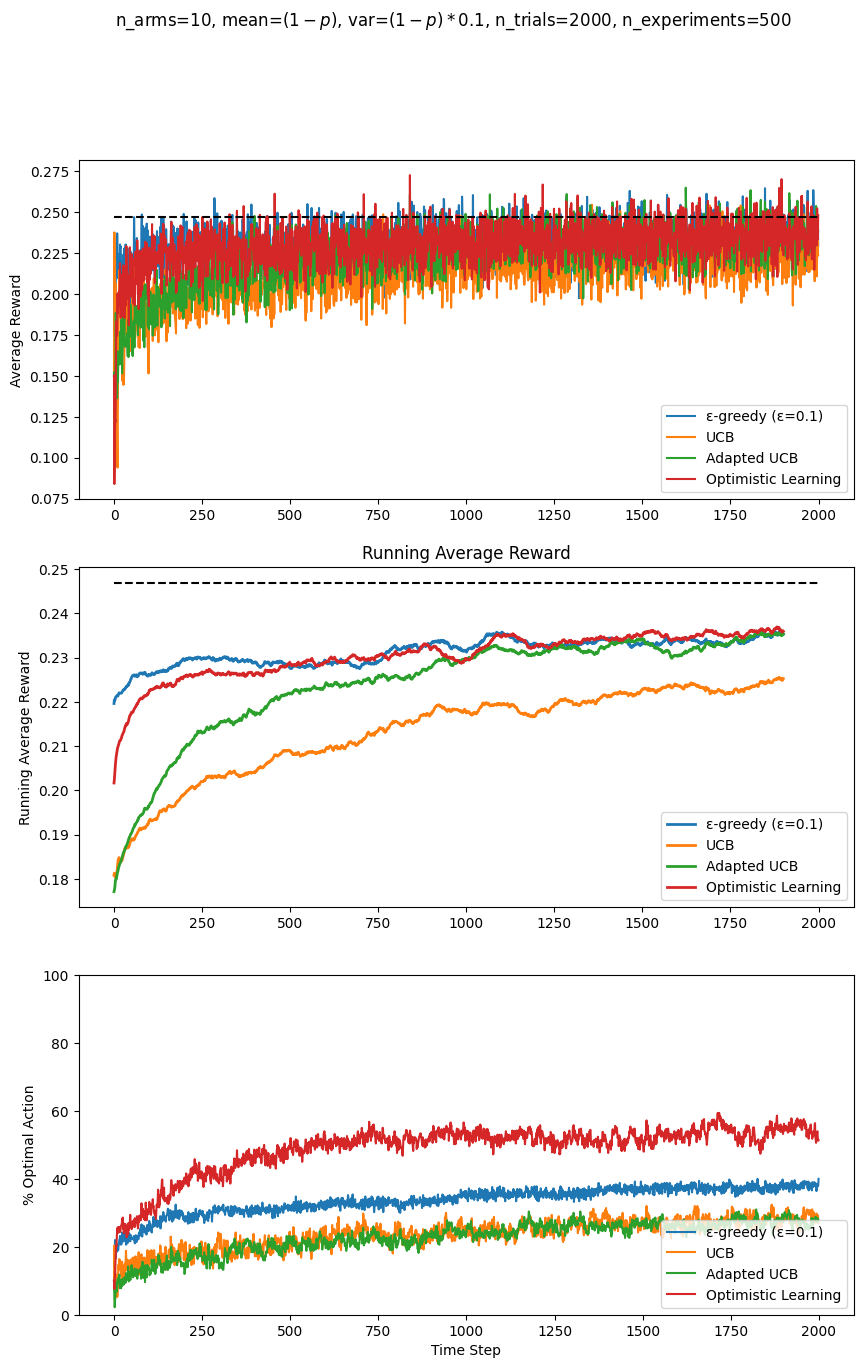 n_arms=10, mean=(1 − p), var=(1 − p) * 0.1, n_trials=2000, n_experiments=500
0.275
0.250
0.225
0.200
0.175
0.150
0.125
0.100
0.075
Average Reward
ε-greedy (ε=0.1)
UCB
Adapted UCB
Optimistic Learning
0 250 500 750 1000 1250 1500 1750 2000
Running Average Reward
0.25
0.24
0.23
0.22
0.21
0.20
0.19
0.18
Running Average Reward
ε-greedy (ε=0.1)
UCB
Adapted UCB
Optimistic Learning
0 250 500 750 1000 1250 1500 1750 2000
100
80
60
40
20
0
% Optimal Action
ε-greedy (ε=0.1)
UCB
Adapted UCB
Optimistic Learning
0 250 500 750 1000 1250 1500 1750 2000
Time Step